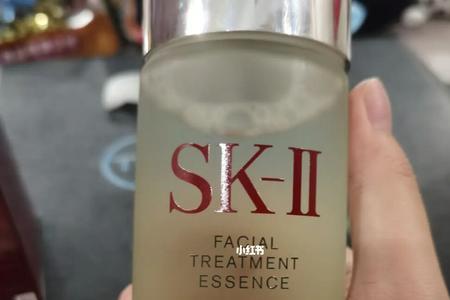 SK-II
FACIAL
小红书
TREATMENT
ESSENCE